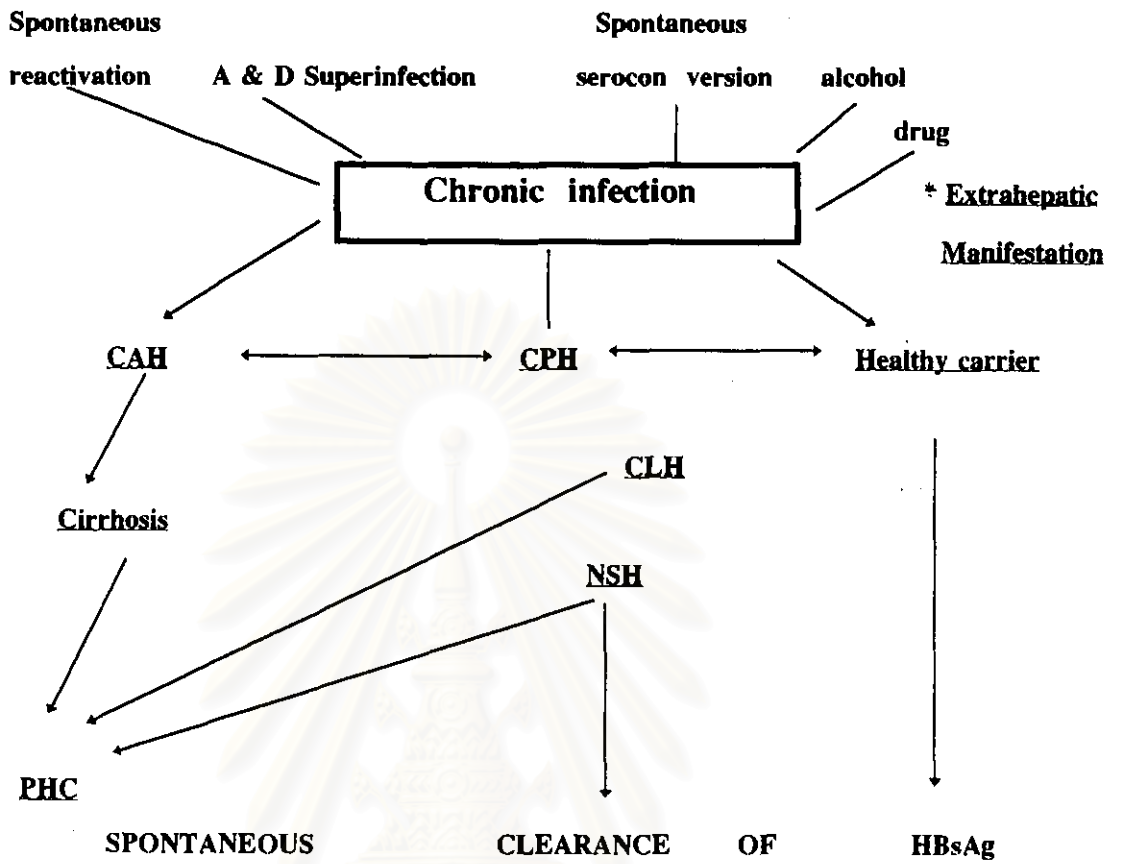 Spontaneous
reactivation
A & D Superinfection
Spontaneous
serocon version
alcohol
drug
Chronic infection
* Extrahepatic
Manifestation
CAH
CPH
Healthy carrier
CLH
Cirrhosis
NSH
PHC
SPONTANEOUS CLEARANCE OF HBsAg